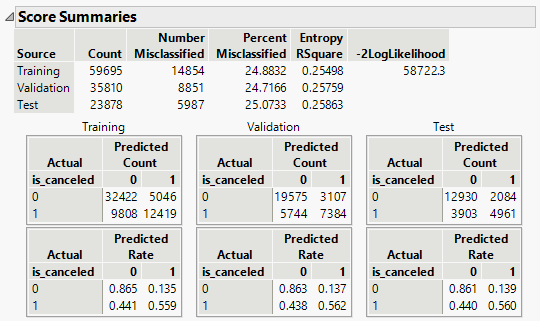 Score Summaries
Number Percent Entropy
Source Count Misclassified Misclassified RSquare -2LogLikelihood
Training 59695 14854 24.8832 0.25498 58722.3
Validation 35810 8851 24.7166 0.25759
Test 23878 5987 25.0733 0.25863
Training Validation Test
Predicted Predicted Predicted
Actual Count Actual Count Actual Count
is_canceled 0 1 is_canceled 0 1 is_canceled 0 1
0 32422 5046 0 19575 3107 0 12930 2084
1 9808 12419 1 5744 7384 1 3903 4961
Predicted Predicted Predicted
Actual Rate Actual Rate Actual Rate
is_canceled 0 1 is_canceled 0 1 is_canceled 0 1
0 0.865 0.135 0 0.863 0.137 0 0.861 0.139
1 0.441 0.559 1 0.438 0.562 1 0.440 0.560